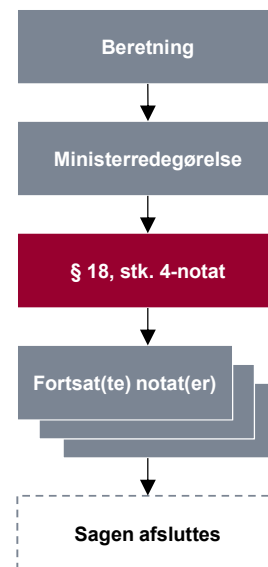 Beretning
Ministerredegørelse
§ 18, stk. 4-notat
Fortsat(te) notat(er)
Sagen afsluttes